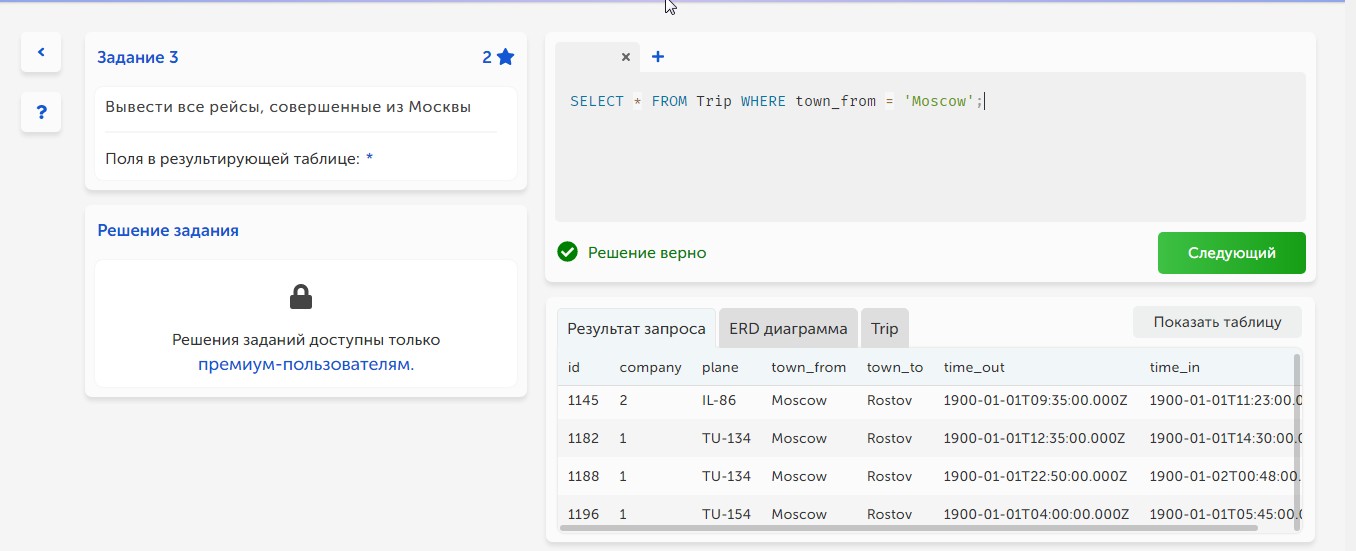 Задание 3
2
Вывести все рейсы, совершенные из Москвы
Поля в результирующей таблице: *
Решение задания
Решения заданий доступны только
премиум-пользователям.
SELECT * FROM Trip WHERE town_from = 'Moscow';
Решение верно
Следующий
Результат запроса ERD диаграмма Trip
Показать таблицу
id company plane town_from town_to time_out time_in
1145 2 IL-86 Moscow Rostov 1900-01-01T09:35:00.000Z 1900-01-01T11:23:00.0
1182 1 TU-134 Moscow Rostov 1900-01-01T12:35:00.000Z 1900-01-01T14:30:00.0
1188 1 TU-134 Moscow Rostov 1900-01-01T22:50:00.000Z 1900-01-02T00:48:00.
1196 1 TU-154 Moscow Rostov 1900-01-01T04:00:00.000Z 1900-01-01T05:45:00.0